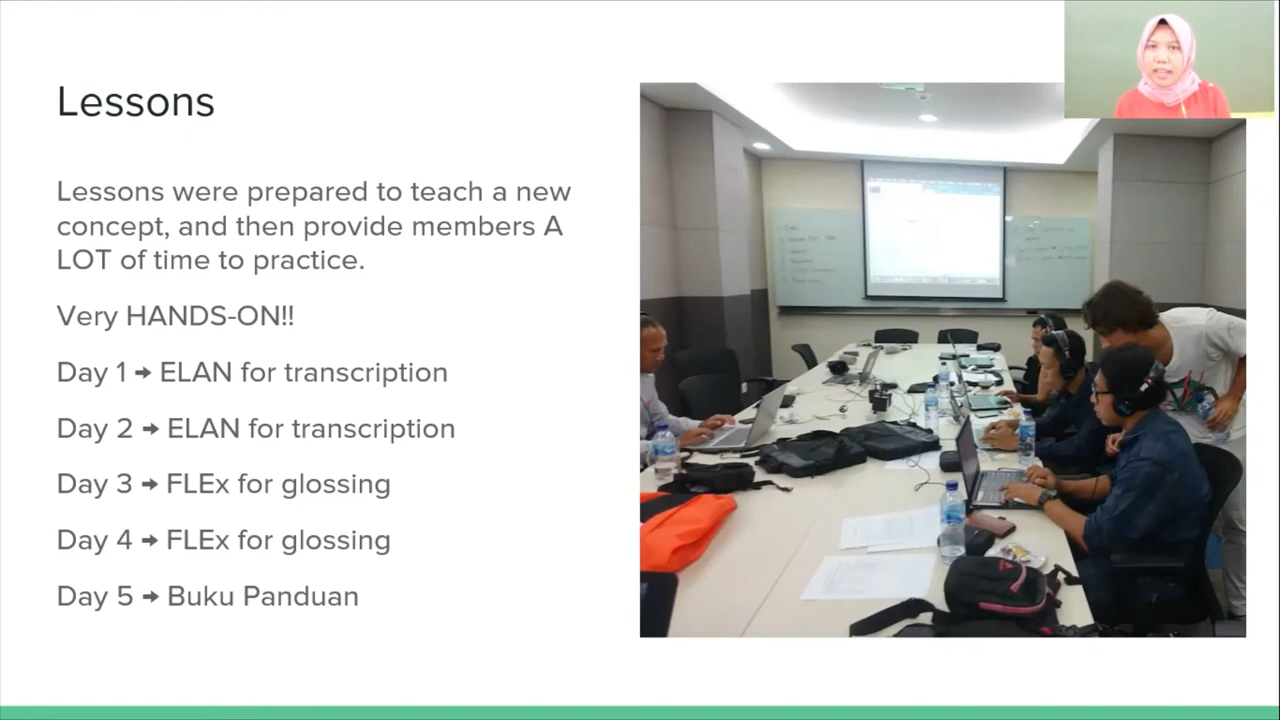 Lessons
Lessons were prepared to teach a new
concept, and then provide members A
LOT of time to practice.
Very HANDS-ON!!
Day 1 → ELAN for transcription
Day 2 → ELAN for transcription
Day 3 → FLEx for glossing
Day 4 → FLEx for glossing
Day 5 → Buku Panduan